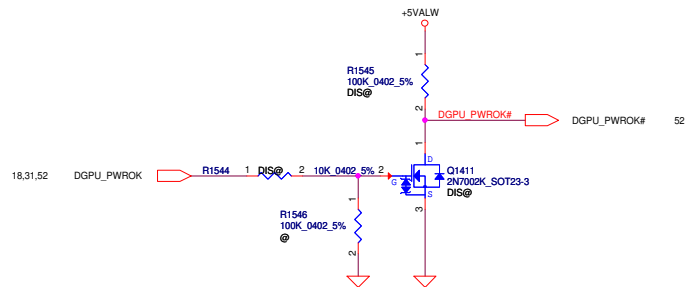 +5VALW
1
R1545
100K_0402_5%
DIS@
2
DGPU_PWROK#
DGPU_PWROK# 52
1
D
Q1411
2N7002K_SOT23-3
DIS@
G
S
3
18,31,52 DGPU_PWROK R1544 1 DIS@ 2 10K_0402_5% 2
1
R1546
100K_0402_5%
@
2